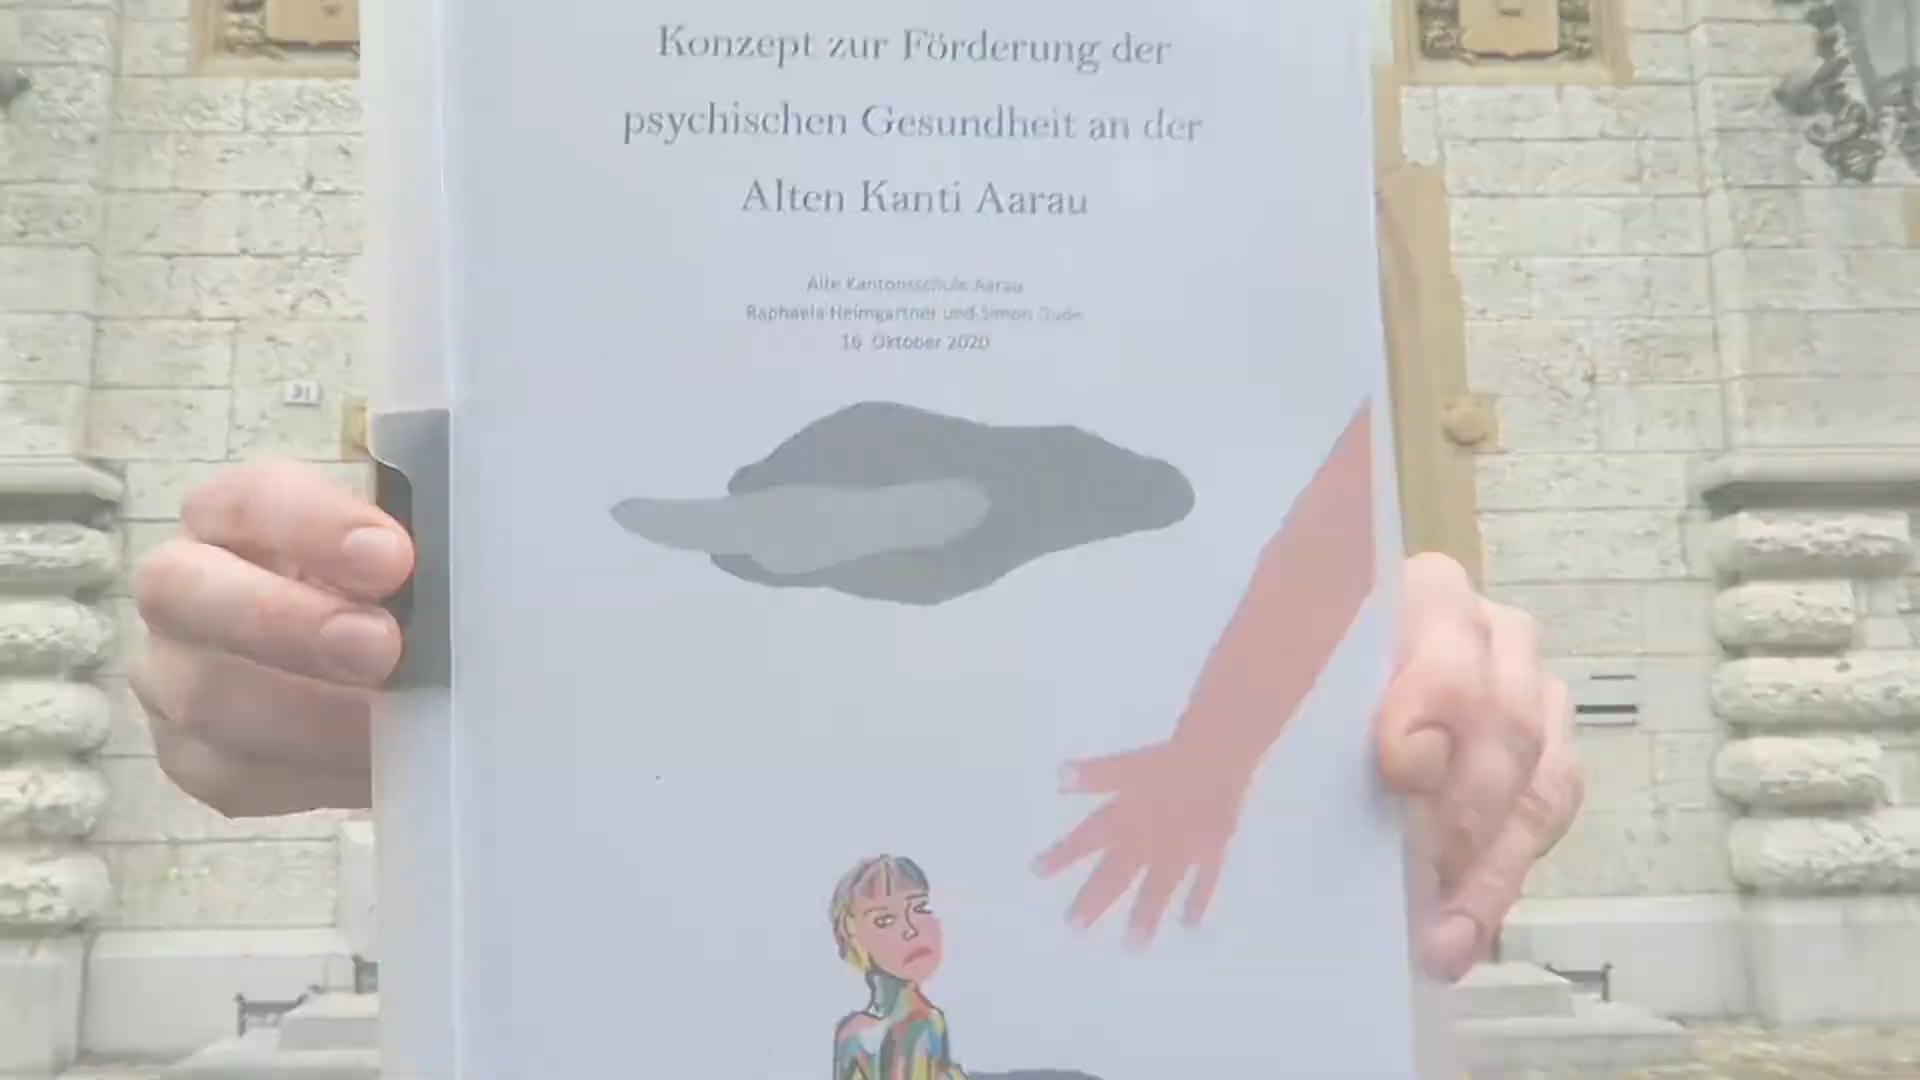 Konzept zur Förderung der
psychischen Gesundheit an der
Alten Kanti Aarau
Alte Kantonsschule Aarau
Raphaela Heimgartner und Simon
16. Oktober 2020